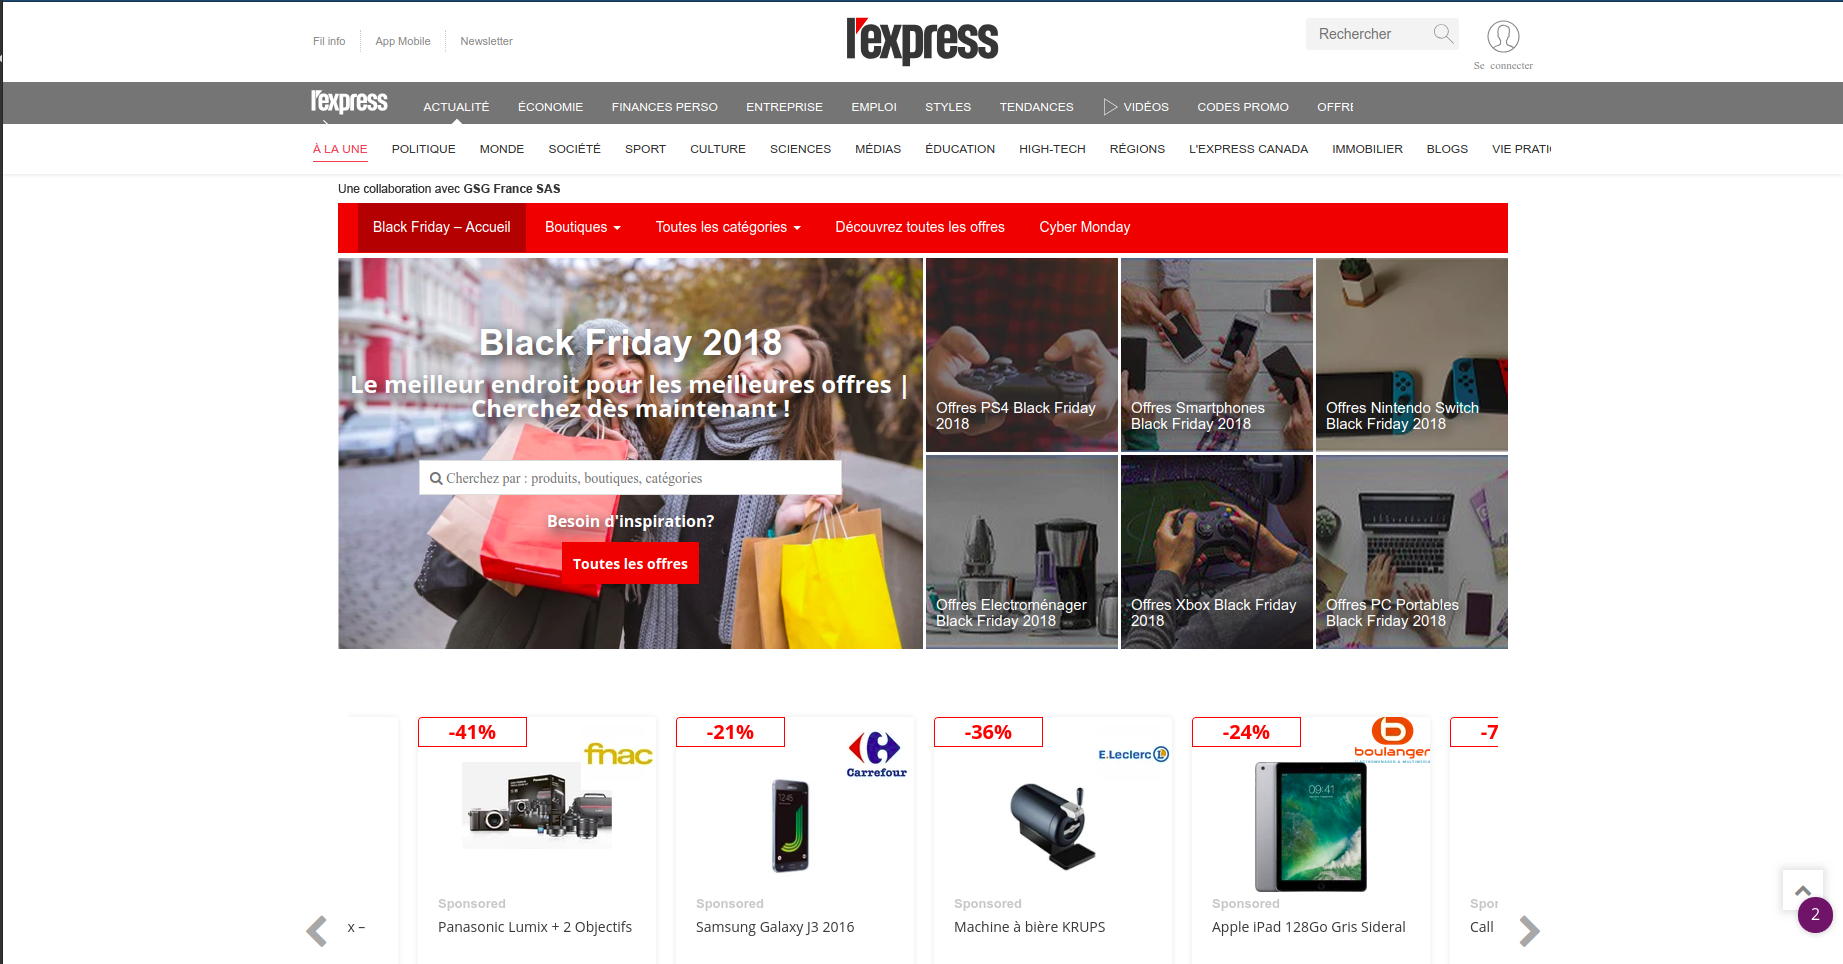 Fil info
App Mobile
Newsletter
l'express
Rechercher
Se connecter
l'express
ACTUALITÉ
ÉCONOMIE
FINANCES PERSO
ENTREPRISE
EMPLOI
STYLES
TENDANCES
VIDÉOS
CODES PROMO
OFFRE
À LA UNE
POLITIQUE
MONDE
SOCIÉTÉ
SPORT
CULTURE
SCIENCES
MÉDIAS
ÉDUCATION
HIGH-TECH
RÉGIONS
L'EXPRESS CANADA
IMMOBILIER
BLOGS
VIE PRATI
Une collaboration avec GSG France SAS
Black Friday – Accueil
Boutiques
Toutes les catégories
Découvrez toutes les offres
Cyber Monday
Black Friday 2018
Le meilleur endroit pour les meilleures offres |
Cherchez dès maintenant !
Cherchez par : produits, boutiques, catégories
Besoin d'inspiration?
Toutes les offres
Offres PS4 Black Friday
2018
Offres Smartphones
Black Friday 2018
Offres Nintendo Switch
Black Friday 2018
Offres Electroménager
Black Friday 2018
Offres Xbox Black Friday
2018
Offres PC Portables
Black Friday 2018
x –
-41%
fnac
Sponsored
Panasonic Lumix + 2 Objectifs
-21%
Carrefour
12:45
Sponsored
Samsung Galaxy J3 2016
-36%
E.Leclerc
Sponsored
Machine à bière KRUPS
-24%
boulanger
ELECTROMENAGER & MULTIMEDIA
09:41
Sponsored
Apple iPad 128Go Gris Sideral
-7
Spor
Call
2